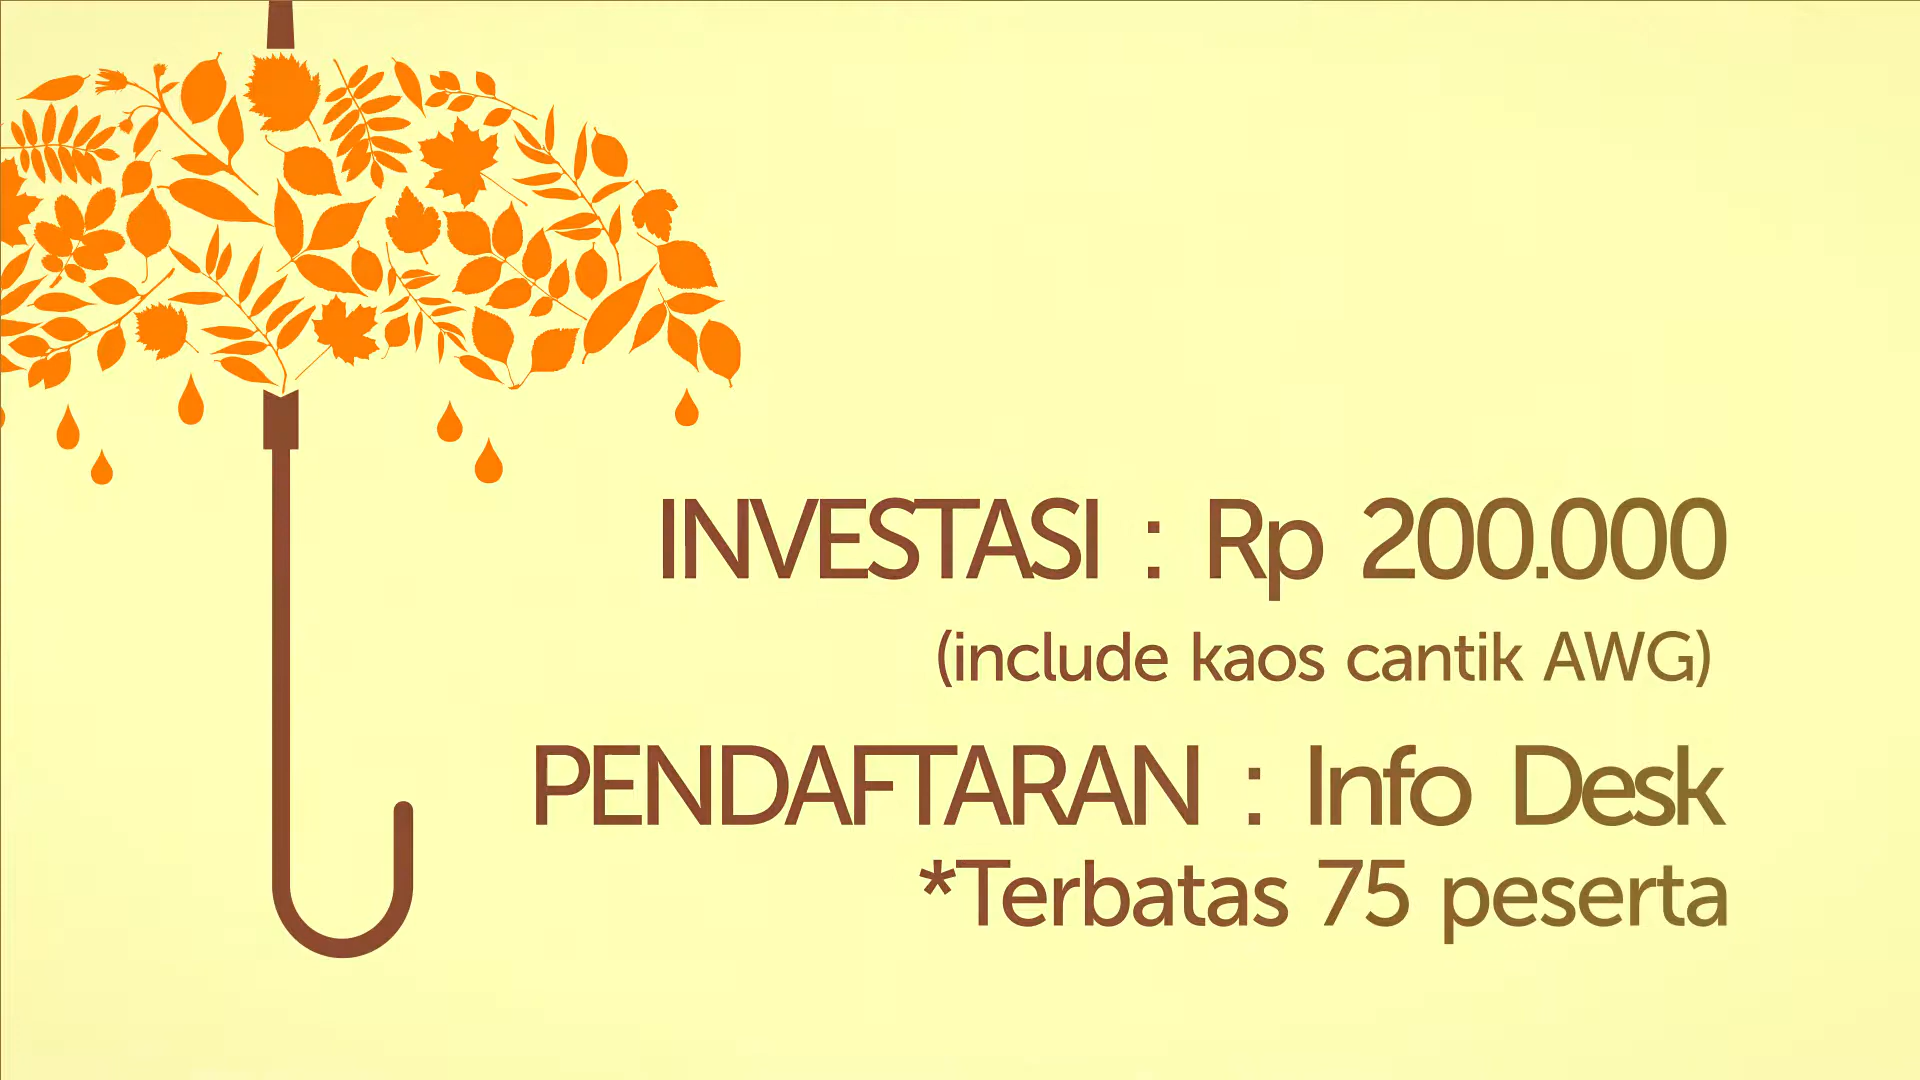 INVESTASI : Rp 200.000
(include kaos cantik AWG)
PENDAFTARAN : Info Desk
*Terbatas 75 peserta